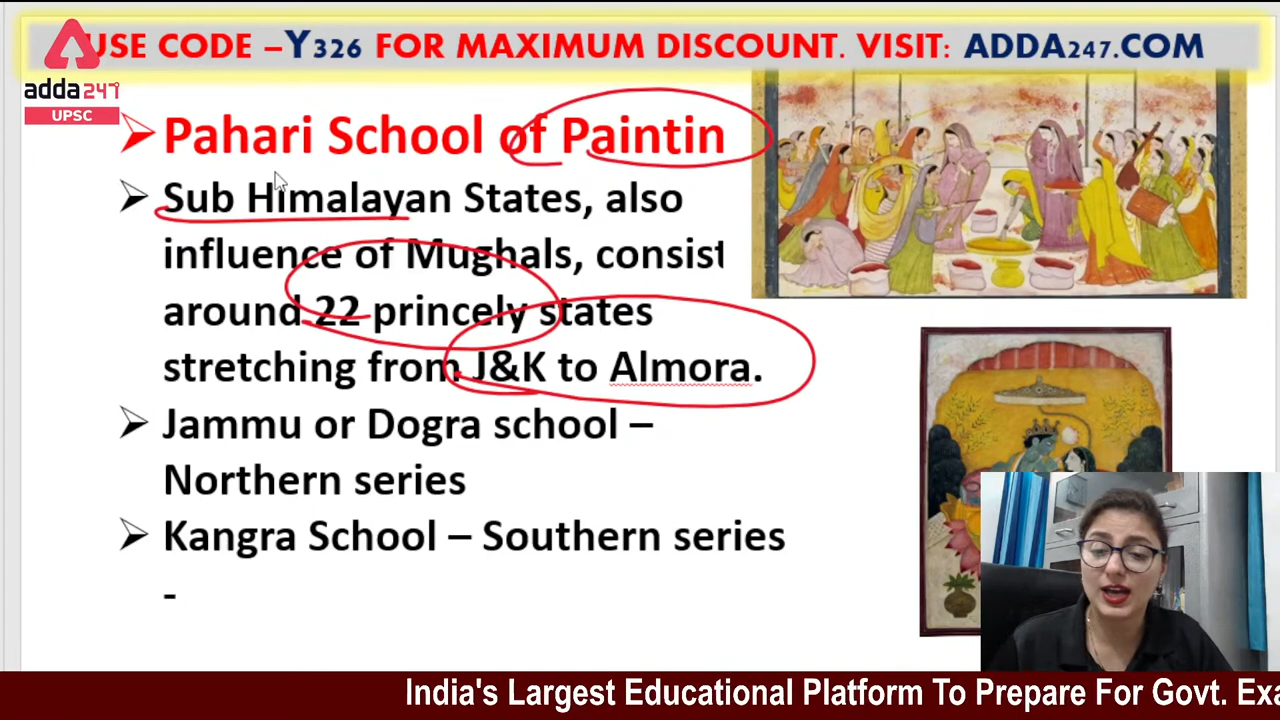 USE CODE –Y326 FOR MAXIMUM DISCOUNT. VISIT: ADDA247.COM
adda247
UPSC
Pahari School of Paintin
Sub Himalayan States, also
influence of Mughals, consist
around 22 princely states
stretching from J&K to Almora.
Jammu or Dogra school –
Northern series
Kangra School – Southern series
-
India's Largest Educational Platform To Prepare For Govt. Exa